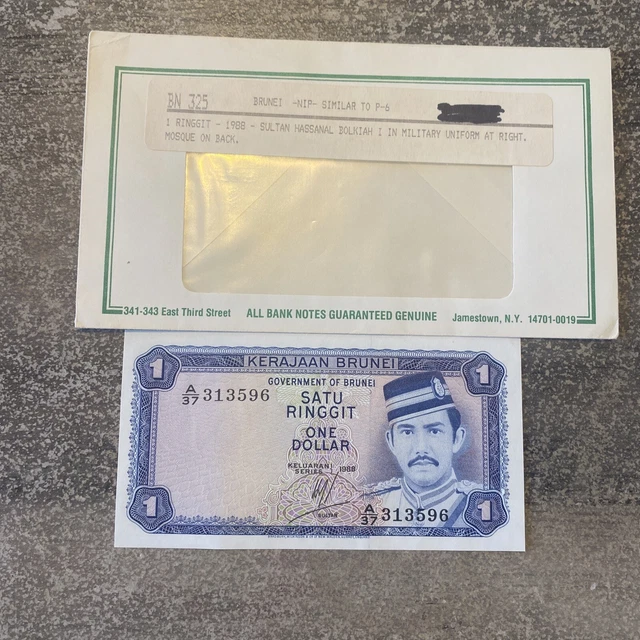 BN 325 BRUNEI -NIP- SIMILAR TO P-6
1 RINGGIT - 1988 - SULTAN HASSANAL BOLKIAH I IN MILITARY UNIFORM AT RIGHT.
MOSQUE ON BACK.
341-343 East Third Street ALL BANK NOTES GUARANTEED GENUINE Jamestown, N.Y. 14701-0019
1 KERAJAAN BRUNEI 1
GOVERNMENT OF BRUNEI
A/37 313596
SATU
RINGGIT
ONE
DOLLAR
KELUARAN
SERIES 1988
SULTAN
A/37 313596
1 1